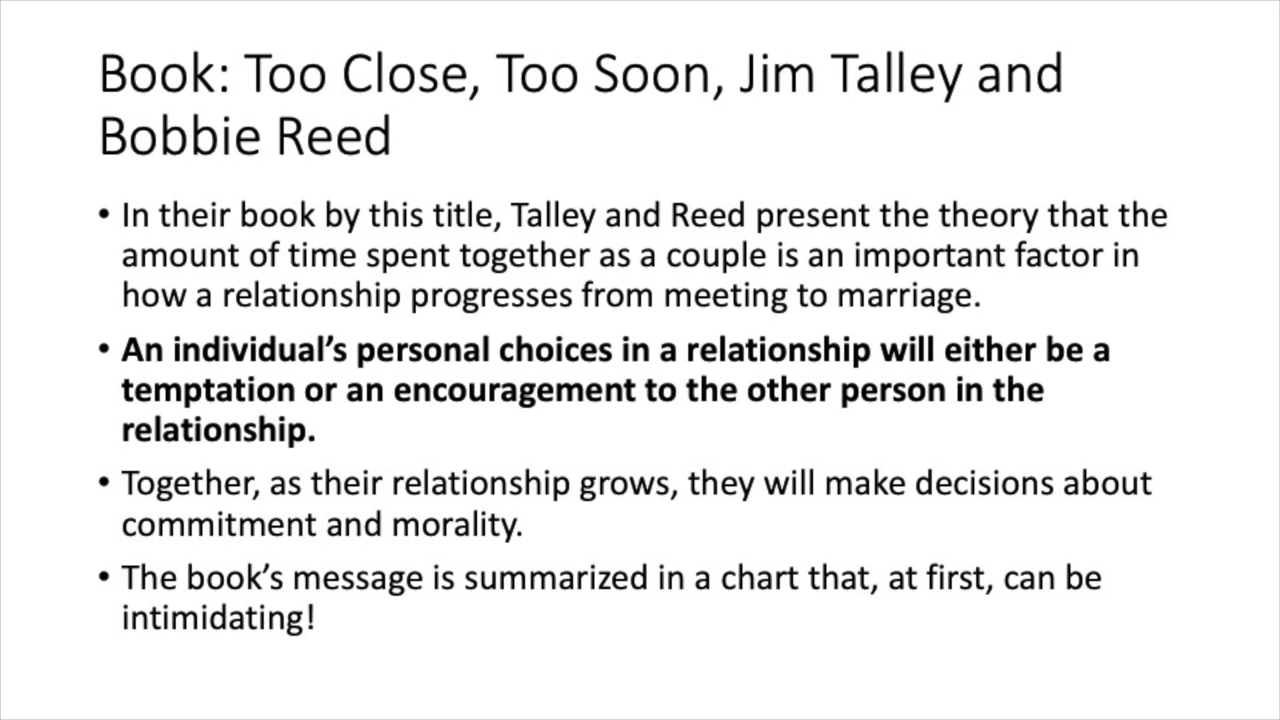 Book: Too Close, Too Soon, Jim Talley and
Bobbie Reed
• In their book by this title, Talley and Reed present the theory that the
amount of time spent together as a couple is an important factor in
how a relationship progresses from meeting to marriage.
• An individual’s personal choices in a relationship will either be a
temptation or an encouragement to the other person in the
relationship.
• Together, as their relationship grows, they will make decisions about
commitment and morality.
• The book’s message is summarized in a chart that, at first, can be
intimidating!